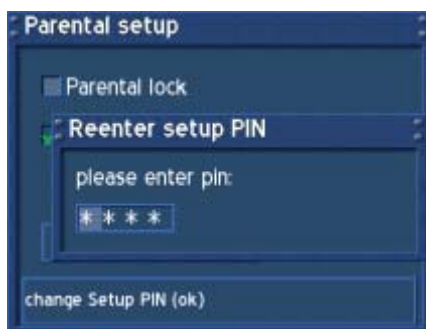 Parental setup
Parental lock
Reenter setup PIN
please enter pin:
* * * *
change Setup PIN (ok)